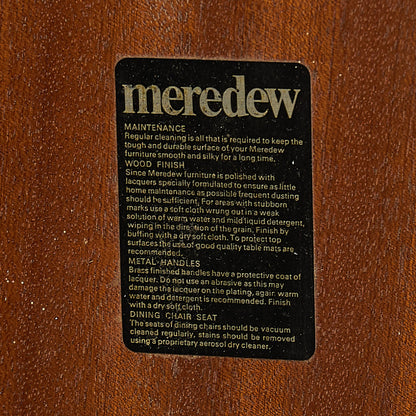 meredew
MAINTENANCE
Regular cleaning is all that is required to keep the
tough and durable surface of your Meredew
furniture smooth and silky for a long time.
WOOD FINISH
Since Meredew furniture is polished with
lacquers specially formulated to ensure as little
home maintenance as possible frequent dusting
should be sufficient. For areas with stubborn
marks use a soft cloth wrung out in a weak
solution of warm water and mild liquid detergent,
wiping in the direction of the grain. Finish by
buffing with a dry soft cloth. To protect top
surfaces the use of good quality table mats are
recommended.
METAL HANDLES
Brass finished handles have a protective coat of
lacquer. Do not use an abrasive as this may
damage the lacquer on the plating, again warm
water and detergent is recommended. Finish
with a dry soft cloth.
DINING CHAIR SEAT
The seats of dining chairs should be vacuum
cleaned regularly, stains should be removed
using a proprietary aerosol dry cleaner.